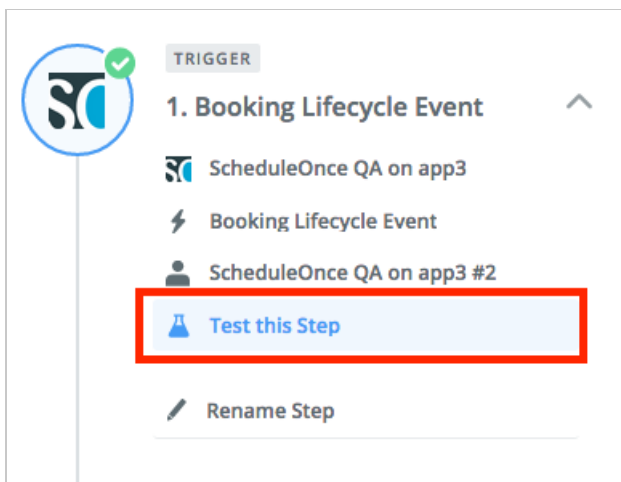 TRIGGER
SC
1. Booking Lifecycle Event
SC ScheduleOnce QA on app3
Booking Lifecycle Event
ScheduleOnce QA on app3 #2
Test this Step
Rename Step